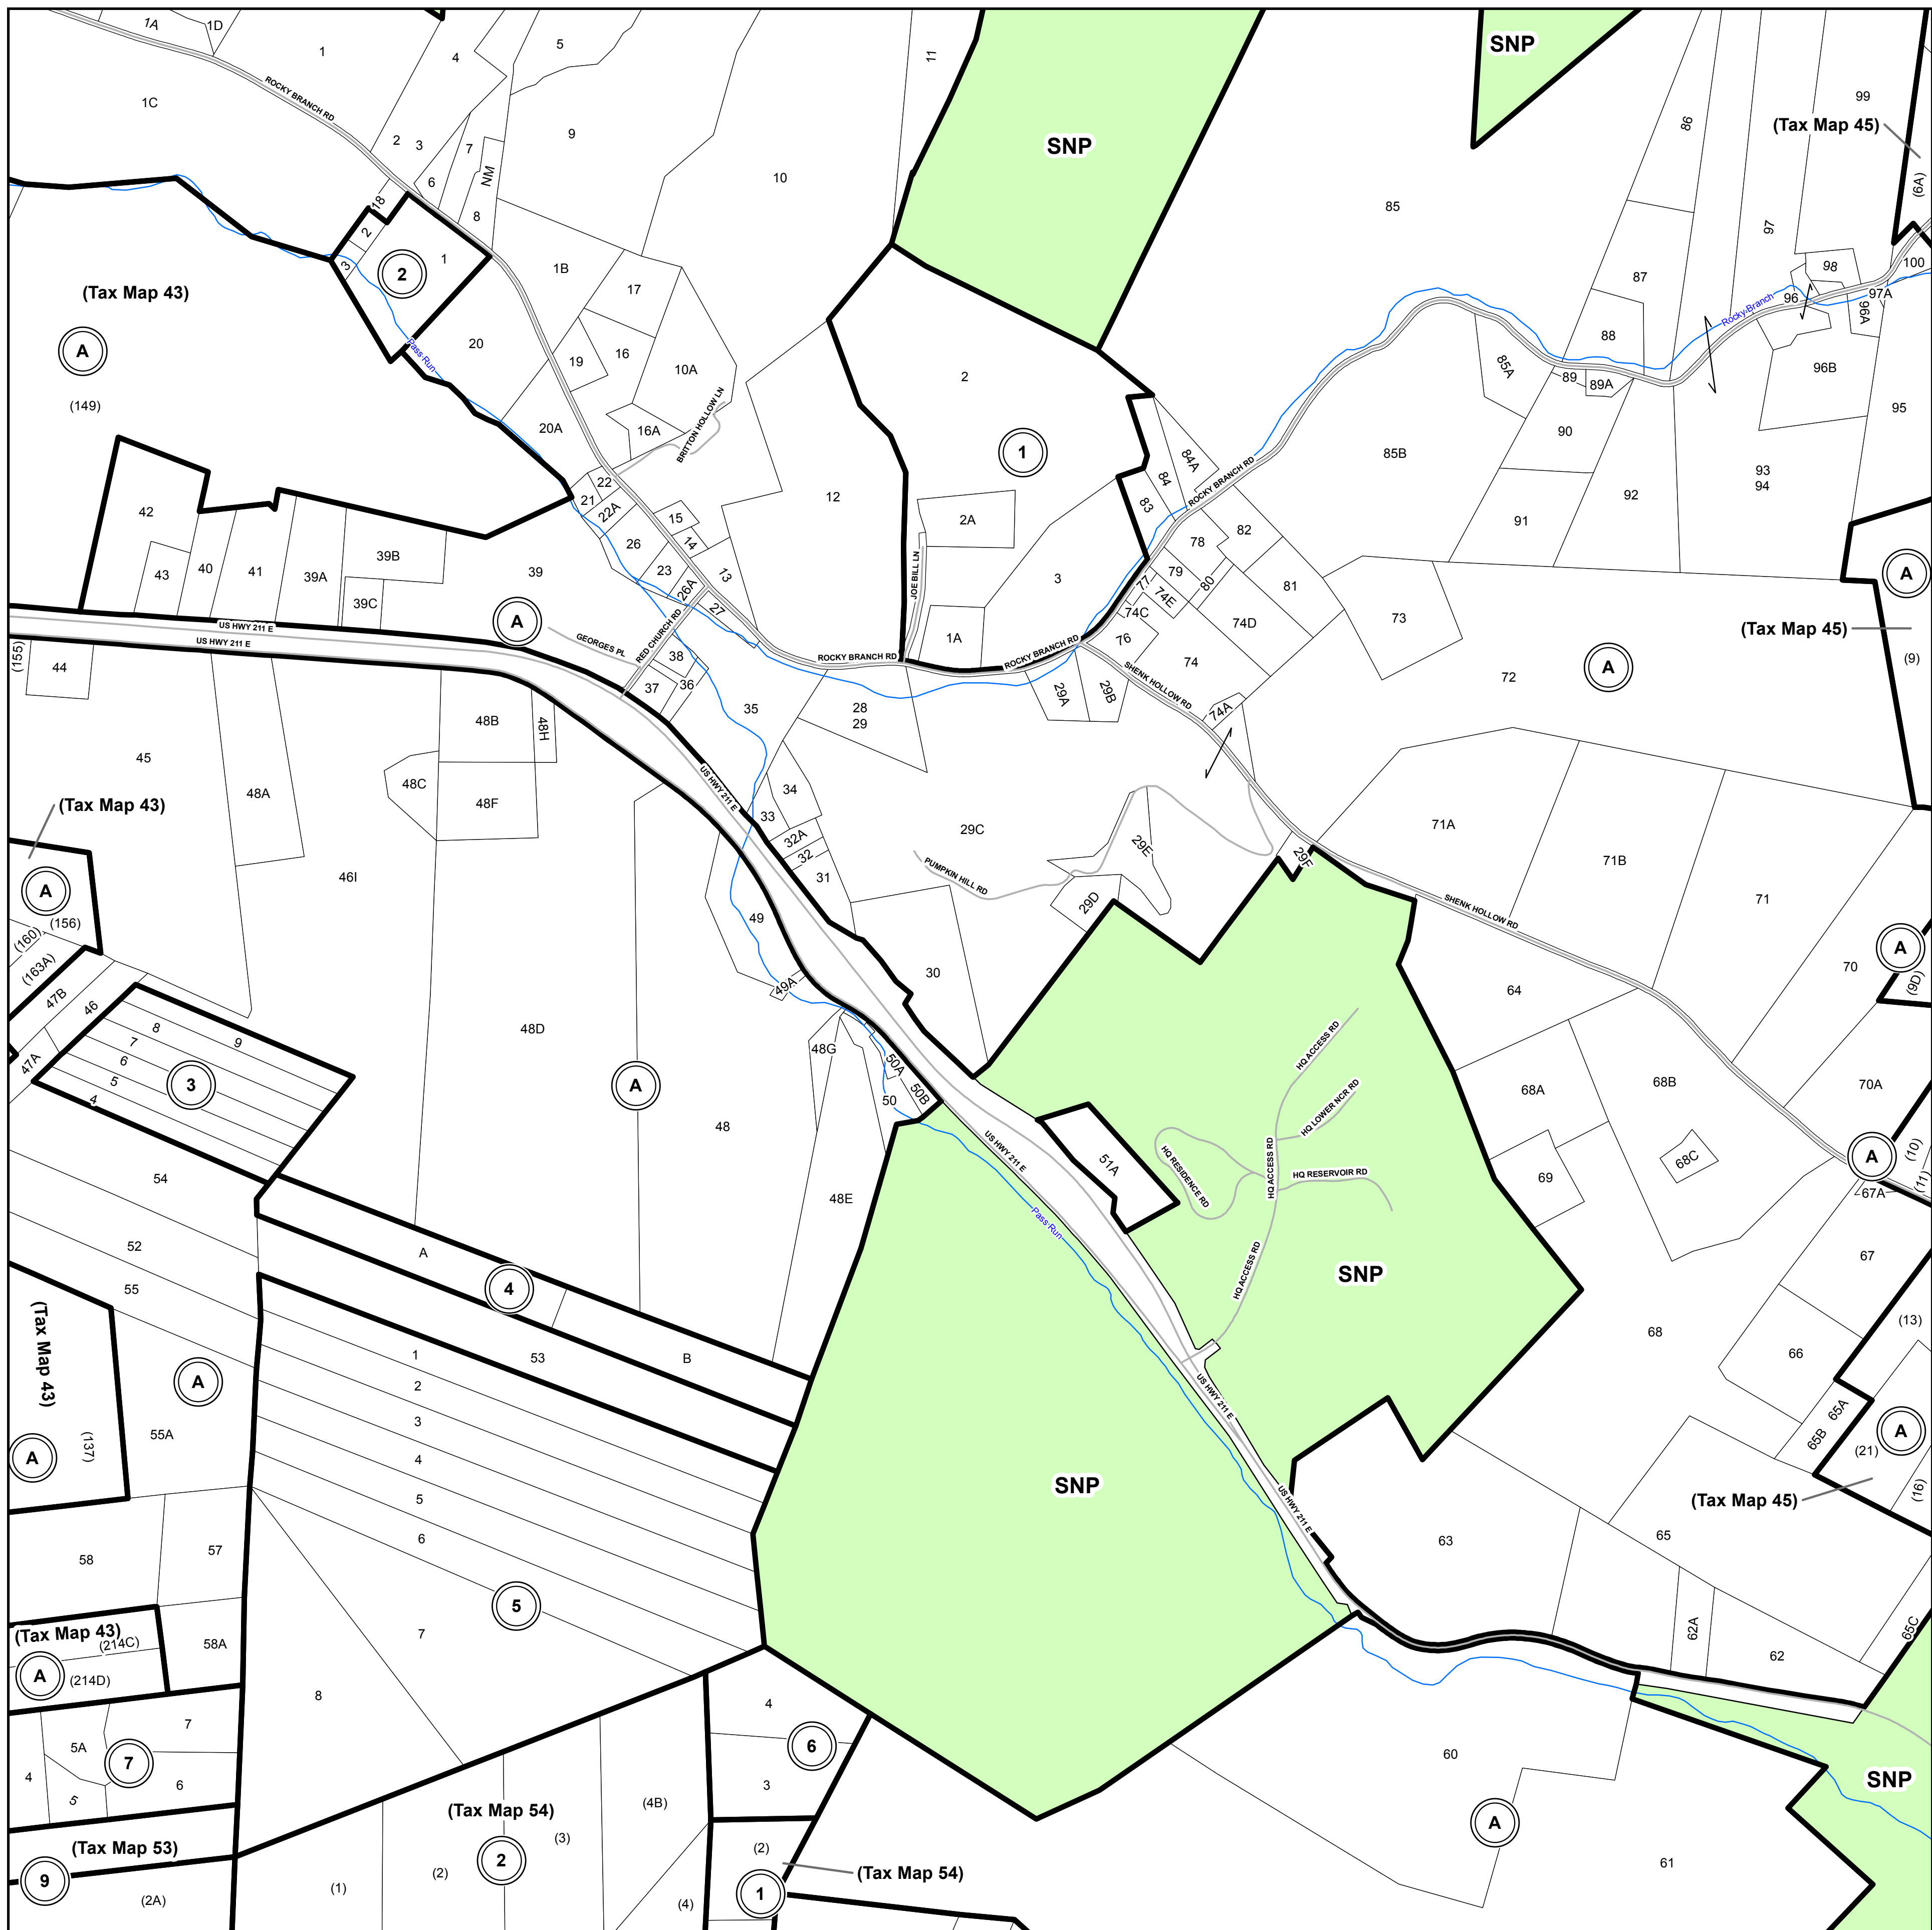 1A
1D
1
4
5
11
SNP
SNP
1C
ROCKY BRANCH RD
2
3
7
9
NM
6
8
10
18
SNP
85
86
99
(Tax Map 45)
(6A)
97
2
3
1
2
1B
17
(Tax Map 43)
A
(149)
Pass Run
20
19
16
10A
20A
16A
BRITTON HOLLOW LN
2
1
87
98
100
96
97A
96A
Rocky Branch
88
89
89A
85A
96B
95
90
85B
93
94
92
91
84A
84
83
ROCKY BRANCH RD
42
43
40
41
39A
39B
39C
39
22
21
22A
15
26
14
23
13
26A
27
12
2A
JOE BILL LN
1A
3
82
78
79
77
74E
80
81
74C
76
74D
74
73
A
(Tax Map 45)
(9)
A
72
US HWY 211 E
US HWY 211 E
A
GEORGES PL
RED CHURCH RD
38
37
36
ROCKY BRANCH RD
ROCKY BRANCH RD
SHENK HOLLOW RD
29A
29B
74A
(155)
44
45
48B
48H
35
28
29
48A
48C
48F
US HWY 211 E
34
33
32A
32
31
29C
29E
PUMPKIN HILL RD
29F
29D
71A
71B
71
SHENK HOLLOW RD
(Tax Map 43)
A
(156)
(160)
(163A)
46I
49
49A
30
70
A
(9D)
64
47B
46
47A
8
9
7
6
5
4
3
48D
A
48G
50A
50B
50
48
HQ ACCESS RD
HQ LOWER NCR RD
HQ ACCESS RD
HQ RESERVOIR RD
HQ RESIDENCE RD
51A
US HWY 211 E
68A
68B
70A
68C
69
A
(10)
(11)
67A
54
52
55
48E
Pass Run
HQ ACCESS RD
SNP
67
A
4
B
53
(Tax Map 43)
A
(137)
A
55A
1
2
3
4
5
6
68
(13)
66
65A
65B
A
(21)
(16)
(Tax Map 45)
US HWY 211 E
US HWY 211 E
SNP
63
65
58
57
5
7
58A
(Tax Map 43)
(214C)
A
(214D)
8
62A
62
65C
4
6
3
7
5A
7
4
5
6
60
SNP
A
61
(Tax Map 53)
9
(2A)
(Tax Map 54)
(1)
(2)
2
(3)
(4B)
(4)
(2)
1
(Tax Map 54)